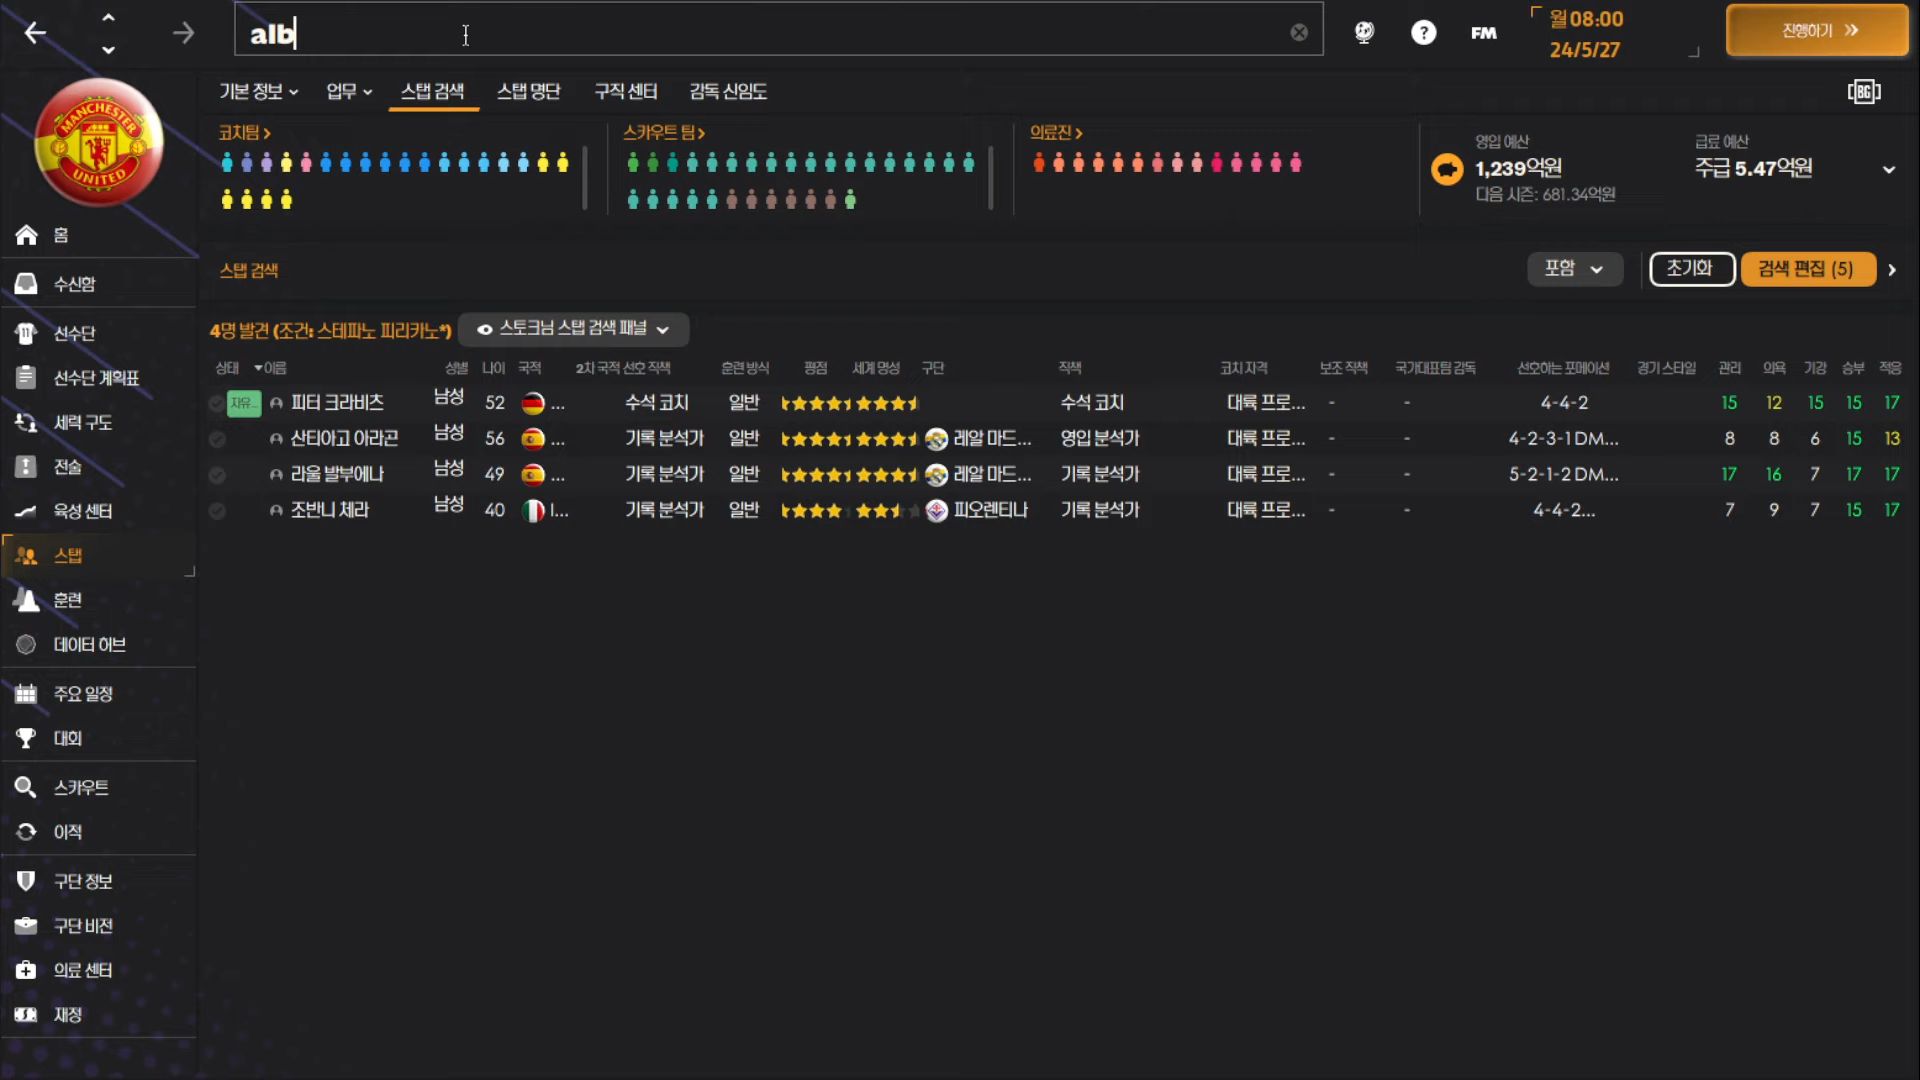 alb
FM
월 08:00
24/5/27
진행하기
MANCHESTER
UNITED
기본 정보
업무
스탭 검색
스탭 명단
구직 센터
감독 신임도
BG
코치팀
스카우트 팀
의료진
영입 예산
1,239억원
다음 시즌: 681.34억원
급료 예산
주급 5.47억원
홈
수신함
선수단
선수단 계획표
세력 구도
전술
육성 센터
스탭
훈련
데이터 허브
주요 일정
대회
스카우트
이적
구단 정보
구단 비전
의료 센터
재정
스탭 검색
포함
초기화
검색 편집 (5)
4명 발견 (조건: 스테파노 피리카노*)
스토크님 스탭 검색 패널
상태 이름 성별 나이 국적 2차 국적 선호 직책 훈련 방식 평점 세계 명성 구단 직책 코치 자격 보조 직책 국가대표팀 감독 선호하는 포메이션 경기 스타일 관리 의욕 기강 승부 적응
자유... 피터 크라비츠 남성 52 ... 수석 코치 일반 수석 코치 대륙 프로... - - 4-4-2 15 12 15 15 17
산티아고 아라곤 남성 56 ... 기록 분석가 일반 레알 마드... 영입 분석가 대륙 프로... - - 4-2-3-1 DM... 8 8 6 15 13
라울 발부에나 남성 49 ... 기록 분석가 일반 레알 마드... 기록 분석가 대륙 프로... - - 5-2-1-2 DM... 17 16 7 17 17
조반니 체라 남성 40 I... 기록 분석가 일반 피오렌티나 기록 분석가 대륙 프로... - - 4-4-2... 7 9 7 15 17